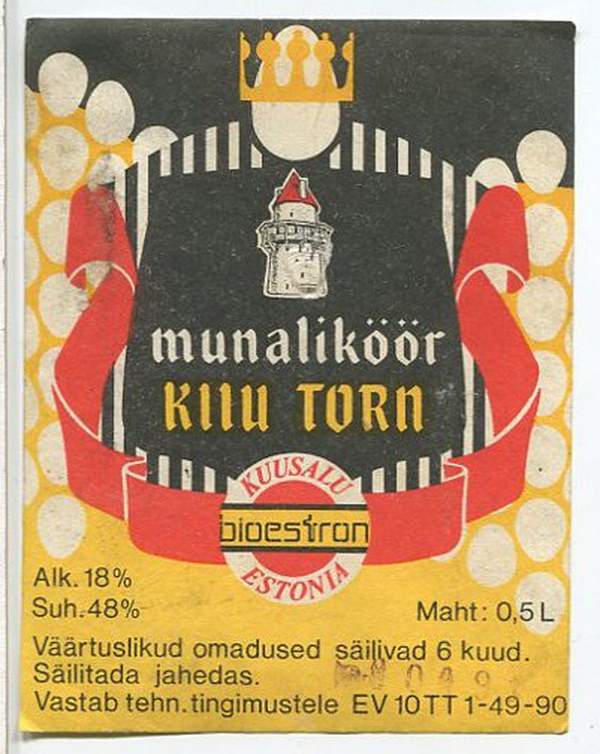 munaliköör
KIIU TORN
KUUSALU
bioestron
ESTONIA
Alk. 18%
Suh. 48%
Maht: 0,5 L
Väärtuslikud omadused säilivad 6 kuud.
Säilitada jahedas.
Vastab tehn. tingimustele EV 10 TT 1-49-90